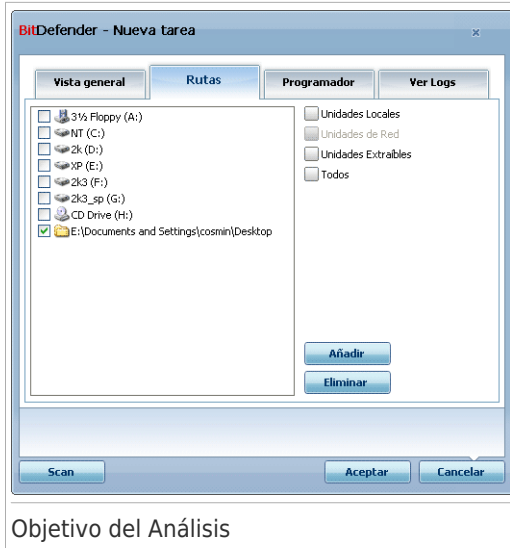 BitDefender - Nueva tarea
x
Vista general
Rutas
Programador
Ver Logs
3½ Floppy (A:)
NT (C:)
2k (D:)
XP (E:)
2k3 (F:)
2k3_sp (G:)
CD Drive (H:)
E:\Documents and Settings\cosmin\Desktop
Unidades Locales
Unidades de Red
Unidades Extraíbles
Todos
Añadir
Eliminar
Scan
Aceptar
Cancelar
Objetivo del Análisis